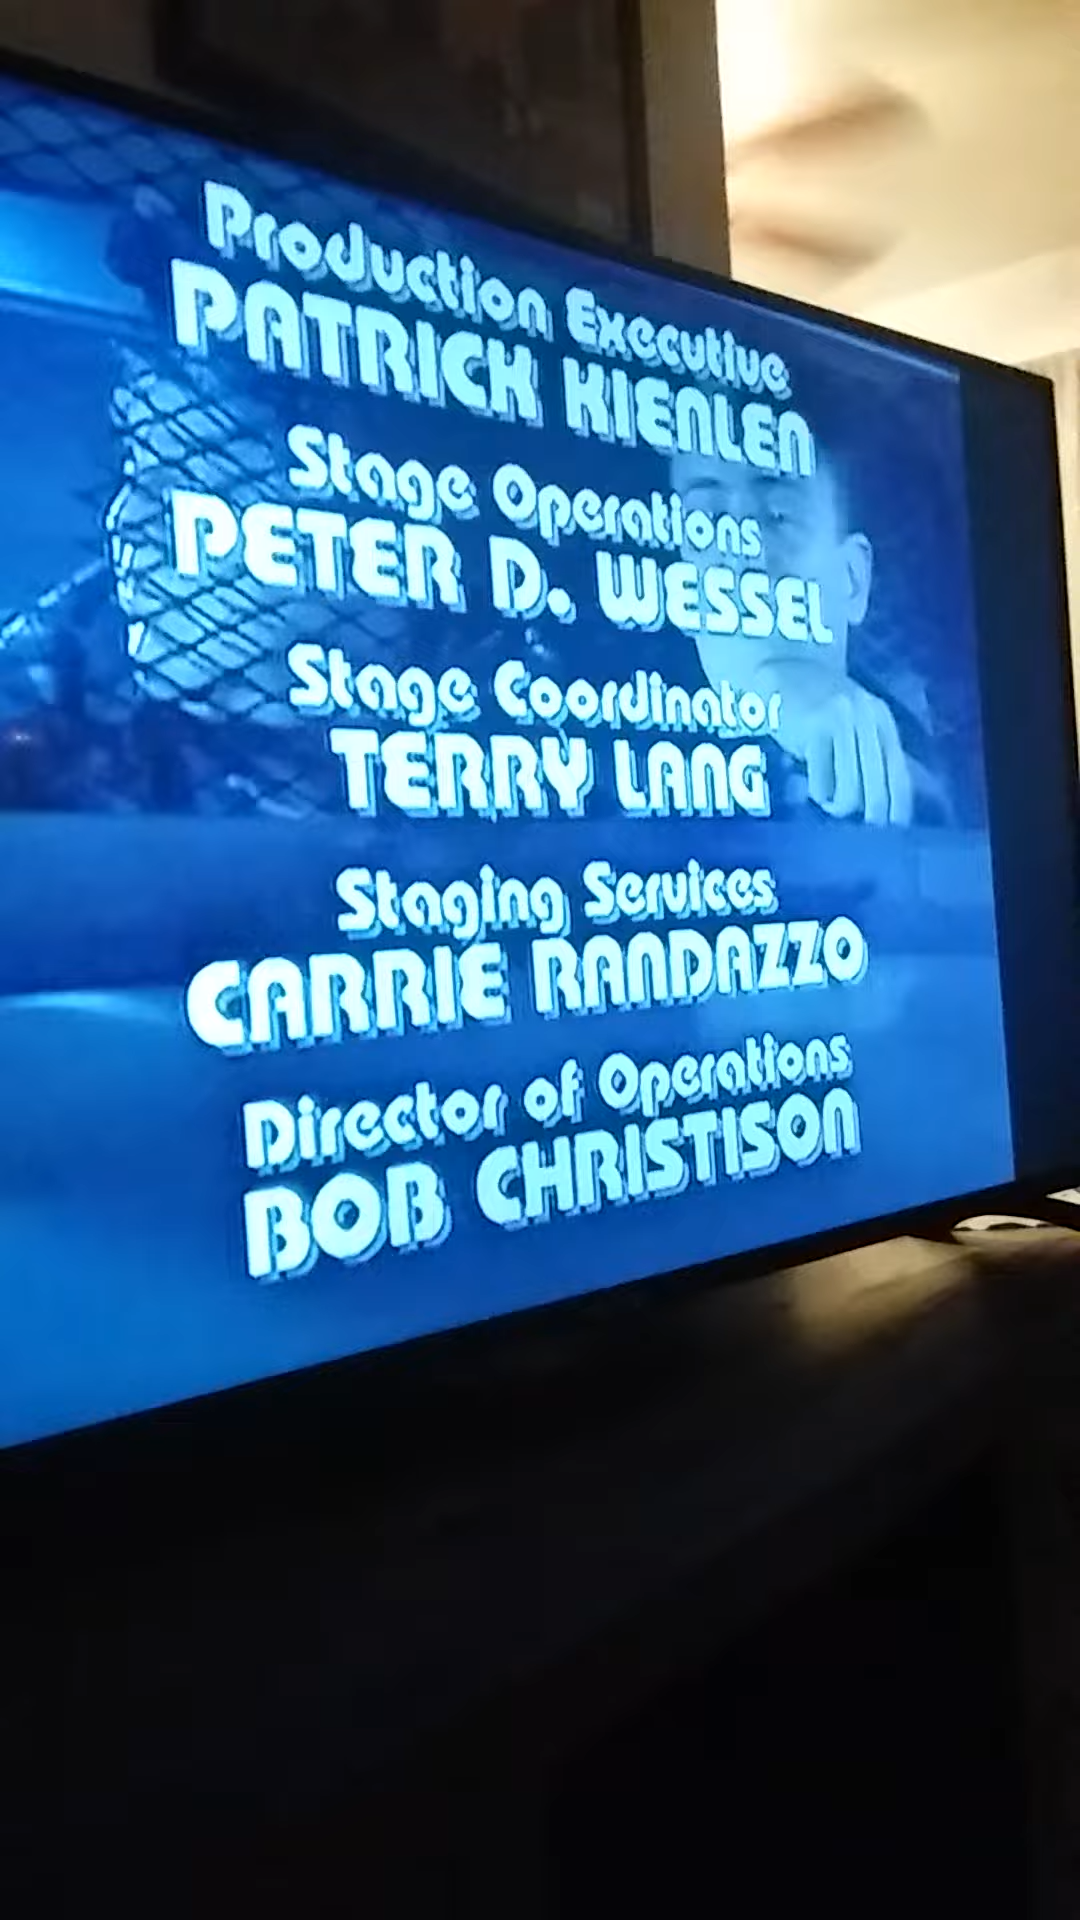 Production Executive
PATRICK KIENLEN
Stage Operations
PETER D. WESSEL
Stage Coordinator
TERRY LANG
Staging Services
CARRIE RANDAZZO
Director of Operations
BOB CHRISTISON